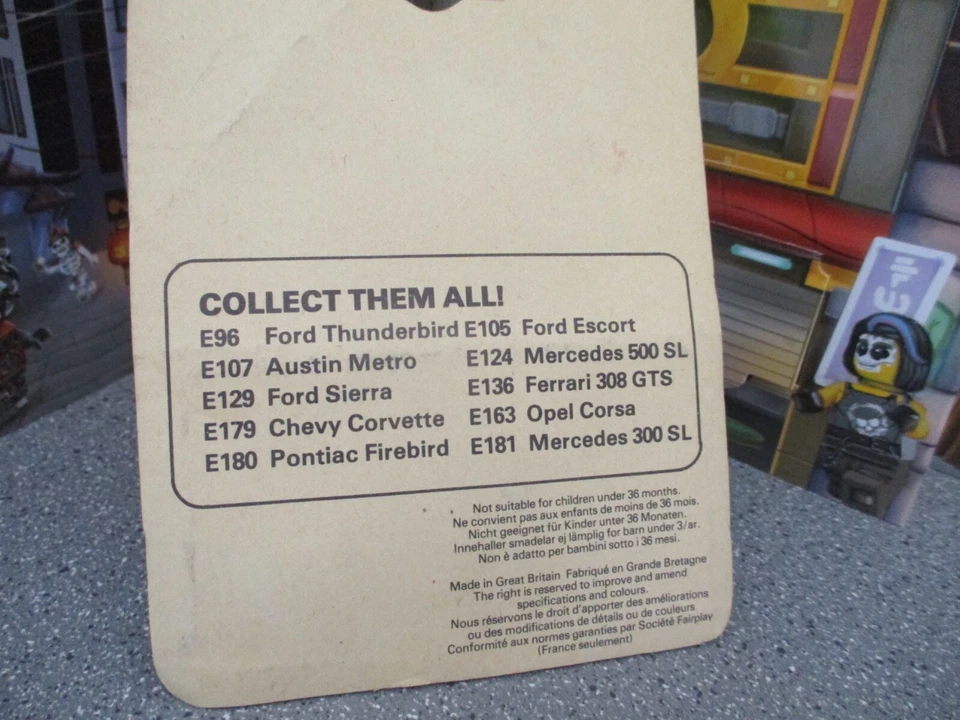 COLLECT THEM ALL!
E96 Ford Thunderbird E105 Ford Escort
E107 Austin Metro E124 Mercedes 500 SL
E129 Ford Sierra E136 Ferrari 308 GTS
E179 Chevy Corvette E163 Opel Corsa
E180 Pontiac Firebird E181 Mercedes 300 SL
Not suitable for children under 36 months.
Ne convient pas aux enfants de moins de 36 mois.
Nicht geeignet für Kinder unter 36 Monaten.
Innehaller smadelar ej lämplig for barn under 3/ar.
Non è adatto per bambini sotto i 36 mesi.
Made in Great Britain Fabriqué en Grande Bretagne
The right is reserved to improve and amend
specifications and colours.
Nous réservons le droit d'apporter des améliorations
ou des modifications de détails ou de couleurs
Conformité aux normes garanties par Société Fairplay
(France seulement)